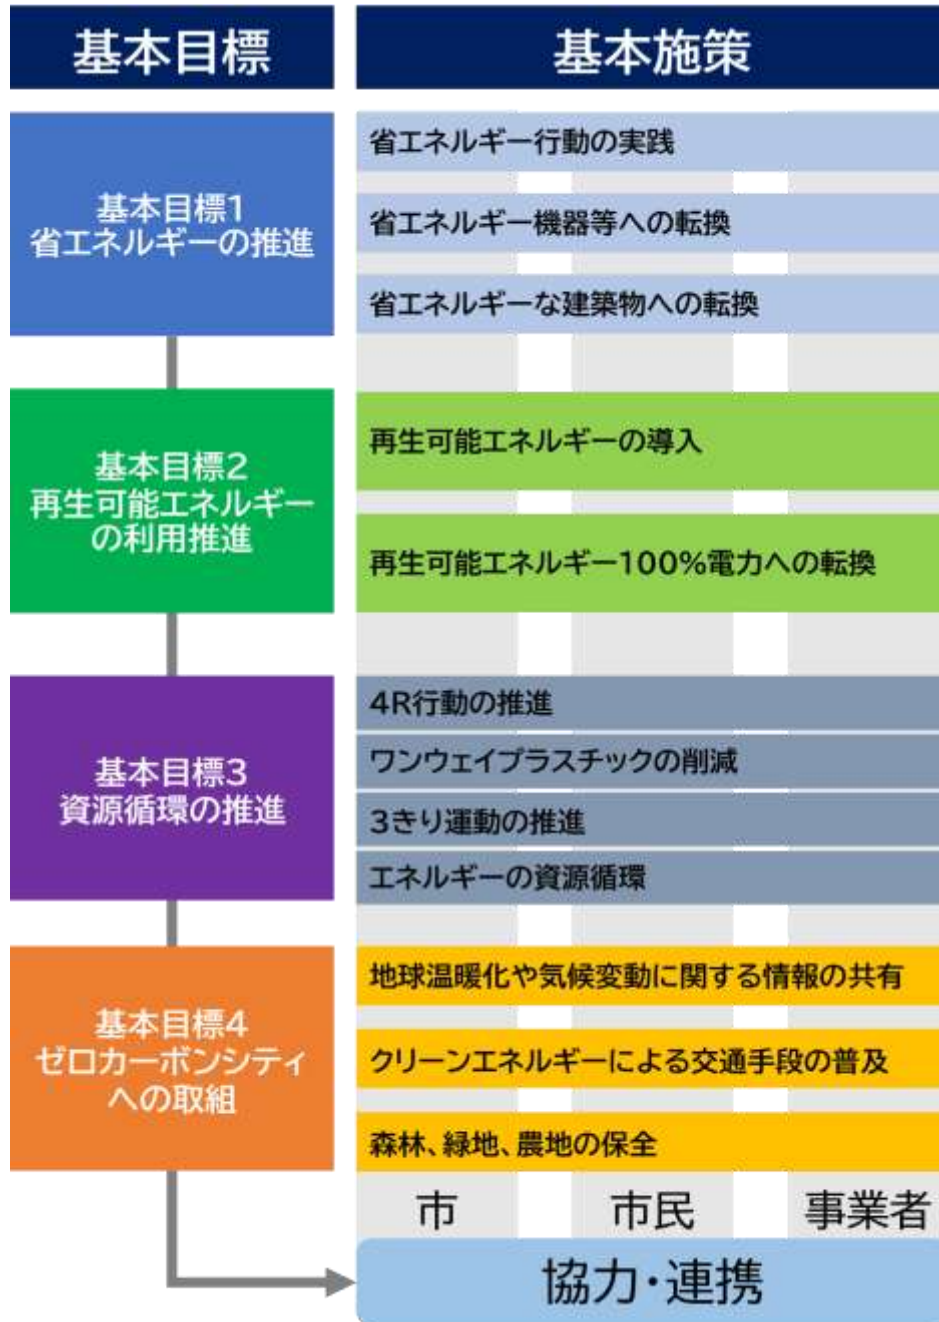 基本目標
基本施策
基本目標1
省エネルギーの推進
省エネルギー行動の実践
省エネルギー機器等への転換
省エネルギーな建築物への転換
基本目標2
再生可能エネルギー
の利用推進
再生可能エネルギーの導入
再生可能エネルギー100%電力への転換
基本目標3
資源循環の推進
4R行動の推進
ワンウェイプラスチックの削減
3きり運動の推進
エネルギーの資源循環
基本目標4
ゼロカーボンシティ
への取組
地球温暖化や気候変動に関する情報の共有
クリーンエネルギーによる交通手段の普及
森林、緑地、農地の保全
市
市民
事業者
協力・連携